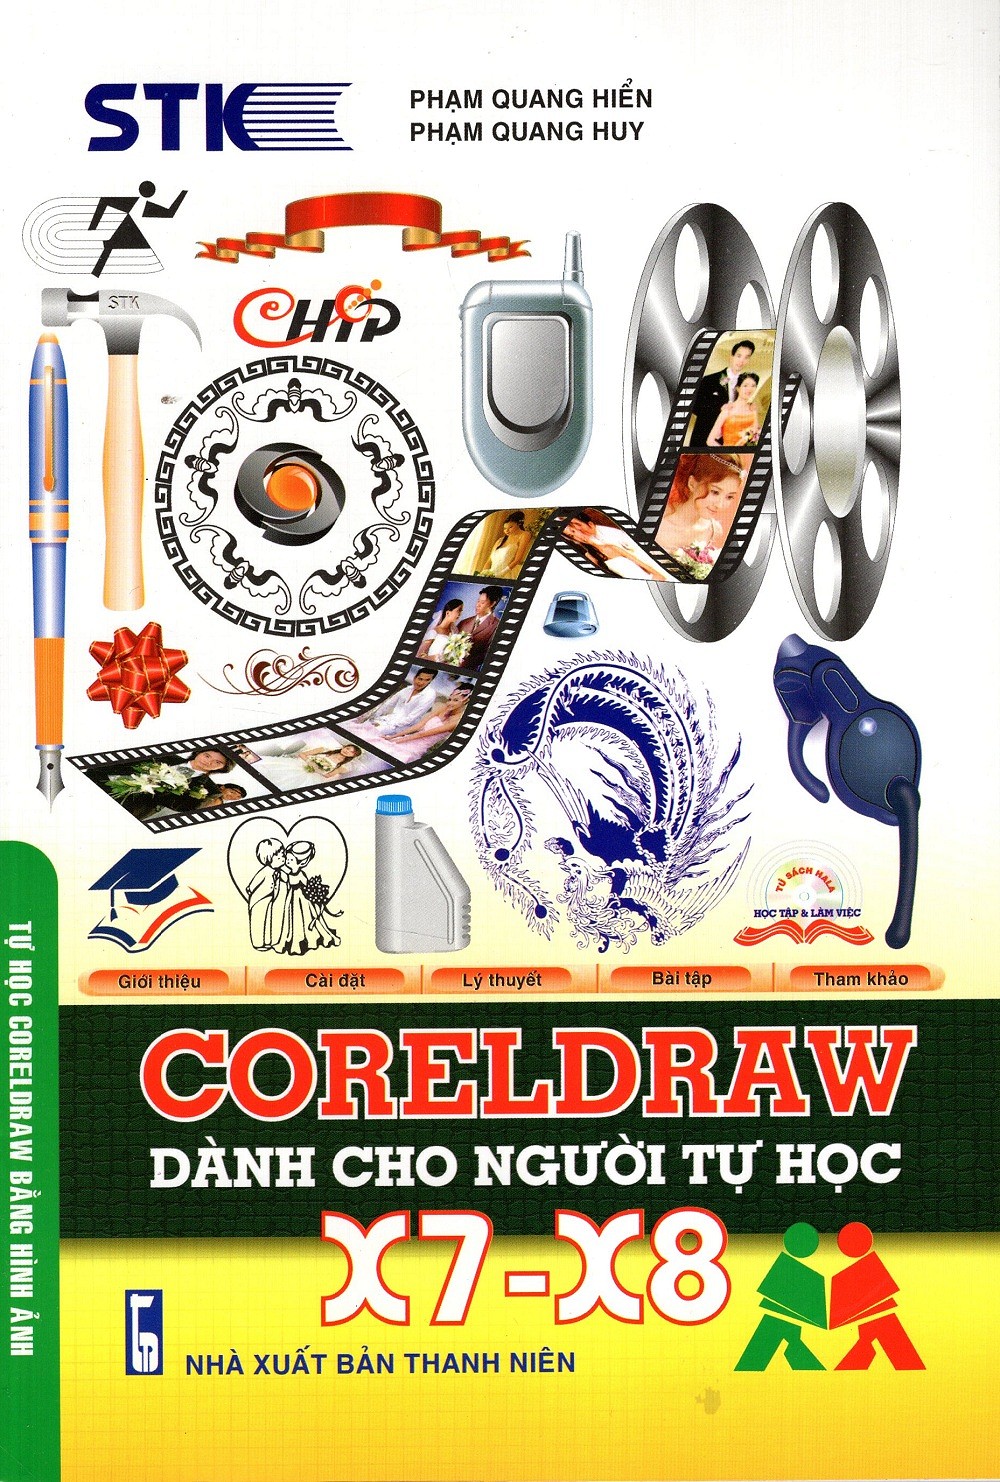 STK
PHẠM QUANG HIỂN
PHẠM QUANG HUY
STK
CHIP
TỦ SÁCH HALA
HỌC TẬP & LÀM VIỆC
Giới thiệu
Cài đặt
Lý thuyết
Bài tập
Tham khảo
CORELDRAW
DÀNH CHO NGƯỜI TỰ HỌC
X7-X8
NHÀ XUẤT BẢN THANH NIÊN
TỰ HỌC CORELDRAW BẰNG HÌNH ẢNH